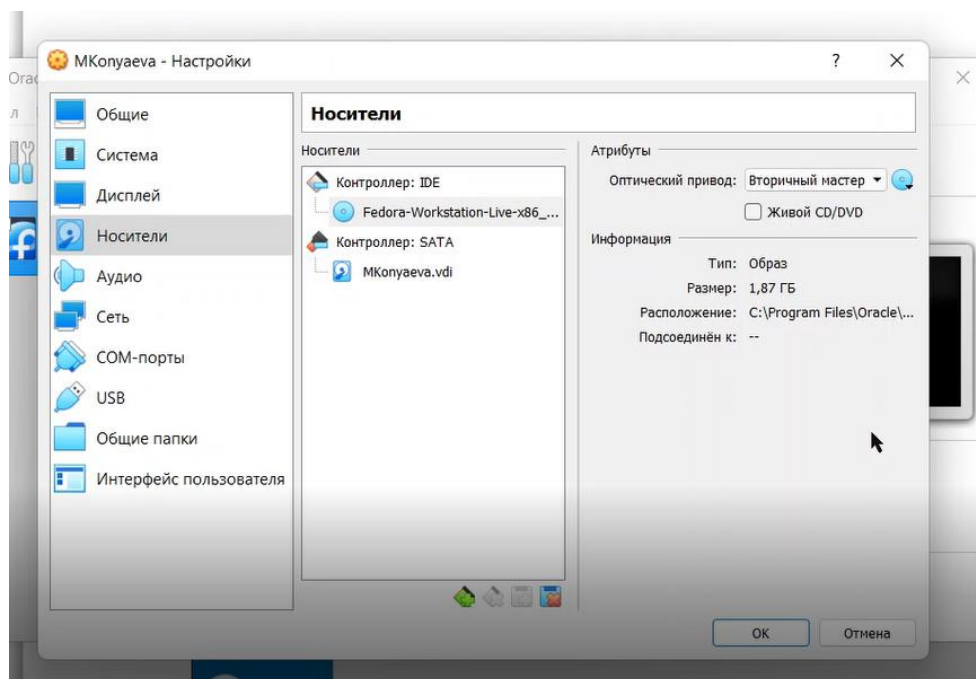 MKonyaeva - Настройки
?
Orac
л
Общие
Система
Дисплей
Носители
Аудио
Сеть
COM-порты
USB
Общие папки
Интерфейс пользователя
Носители
Носители
Контроллер: IDE
Fedora-Workstation-Live-x86_...
Контроллер: SATA
MKonyaeva.vdi
Атрибуты
Оптический привод: Вторичный мастер
Живой CD/DVD
Информация
Тип: Образ
Размер: 1,87 ГБ
Расположение: C:\Program Files\Oracle\...
Подсоединён к: --
OK Отмена